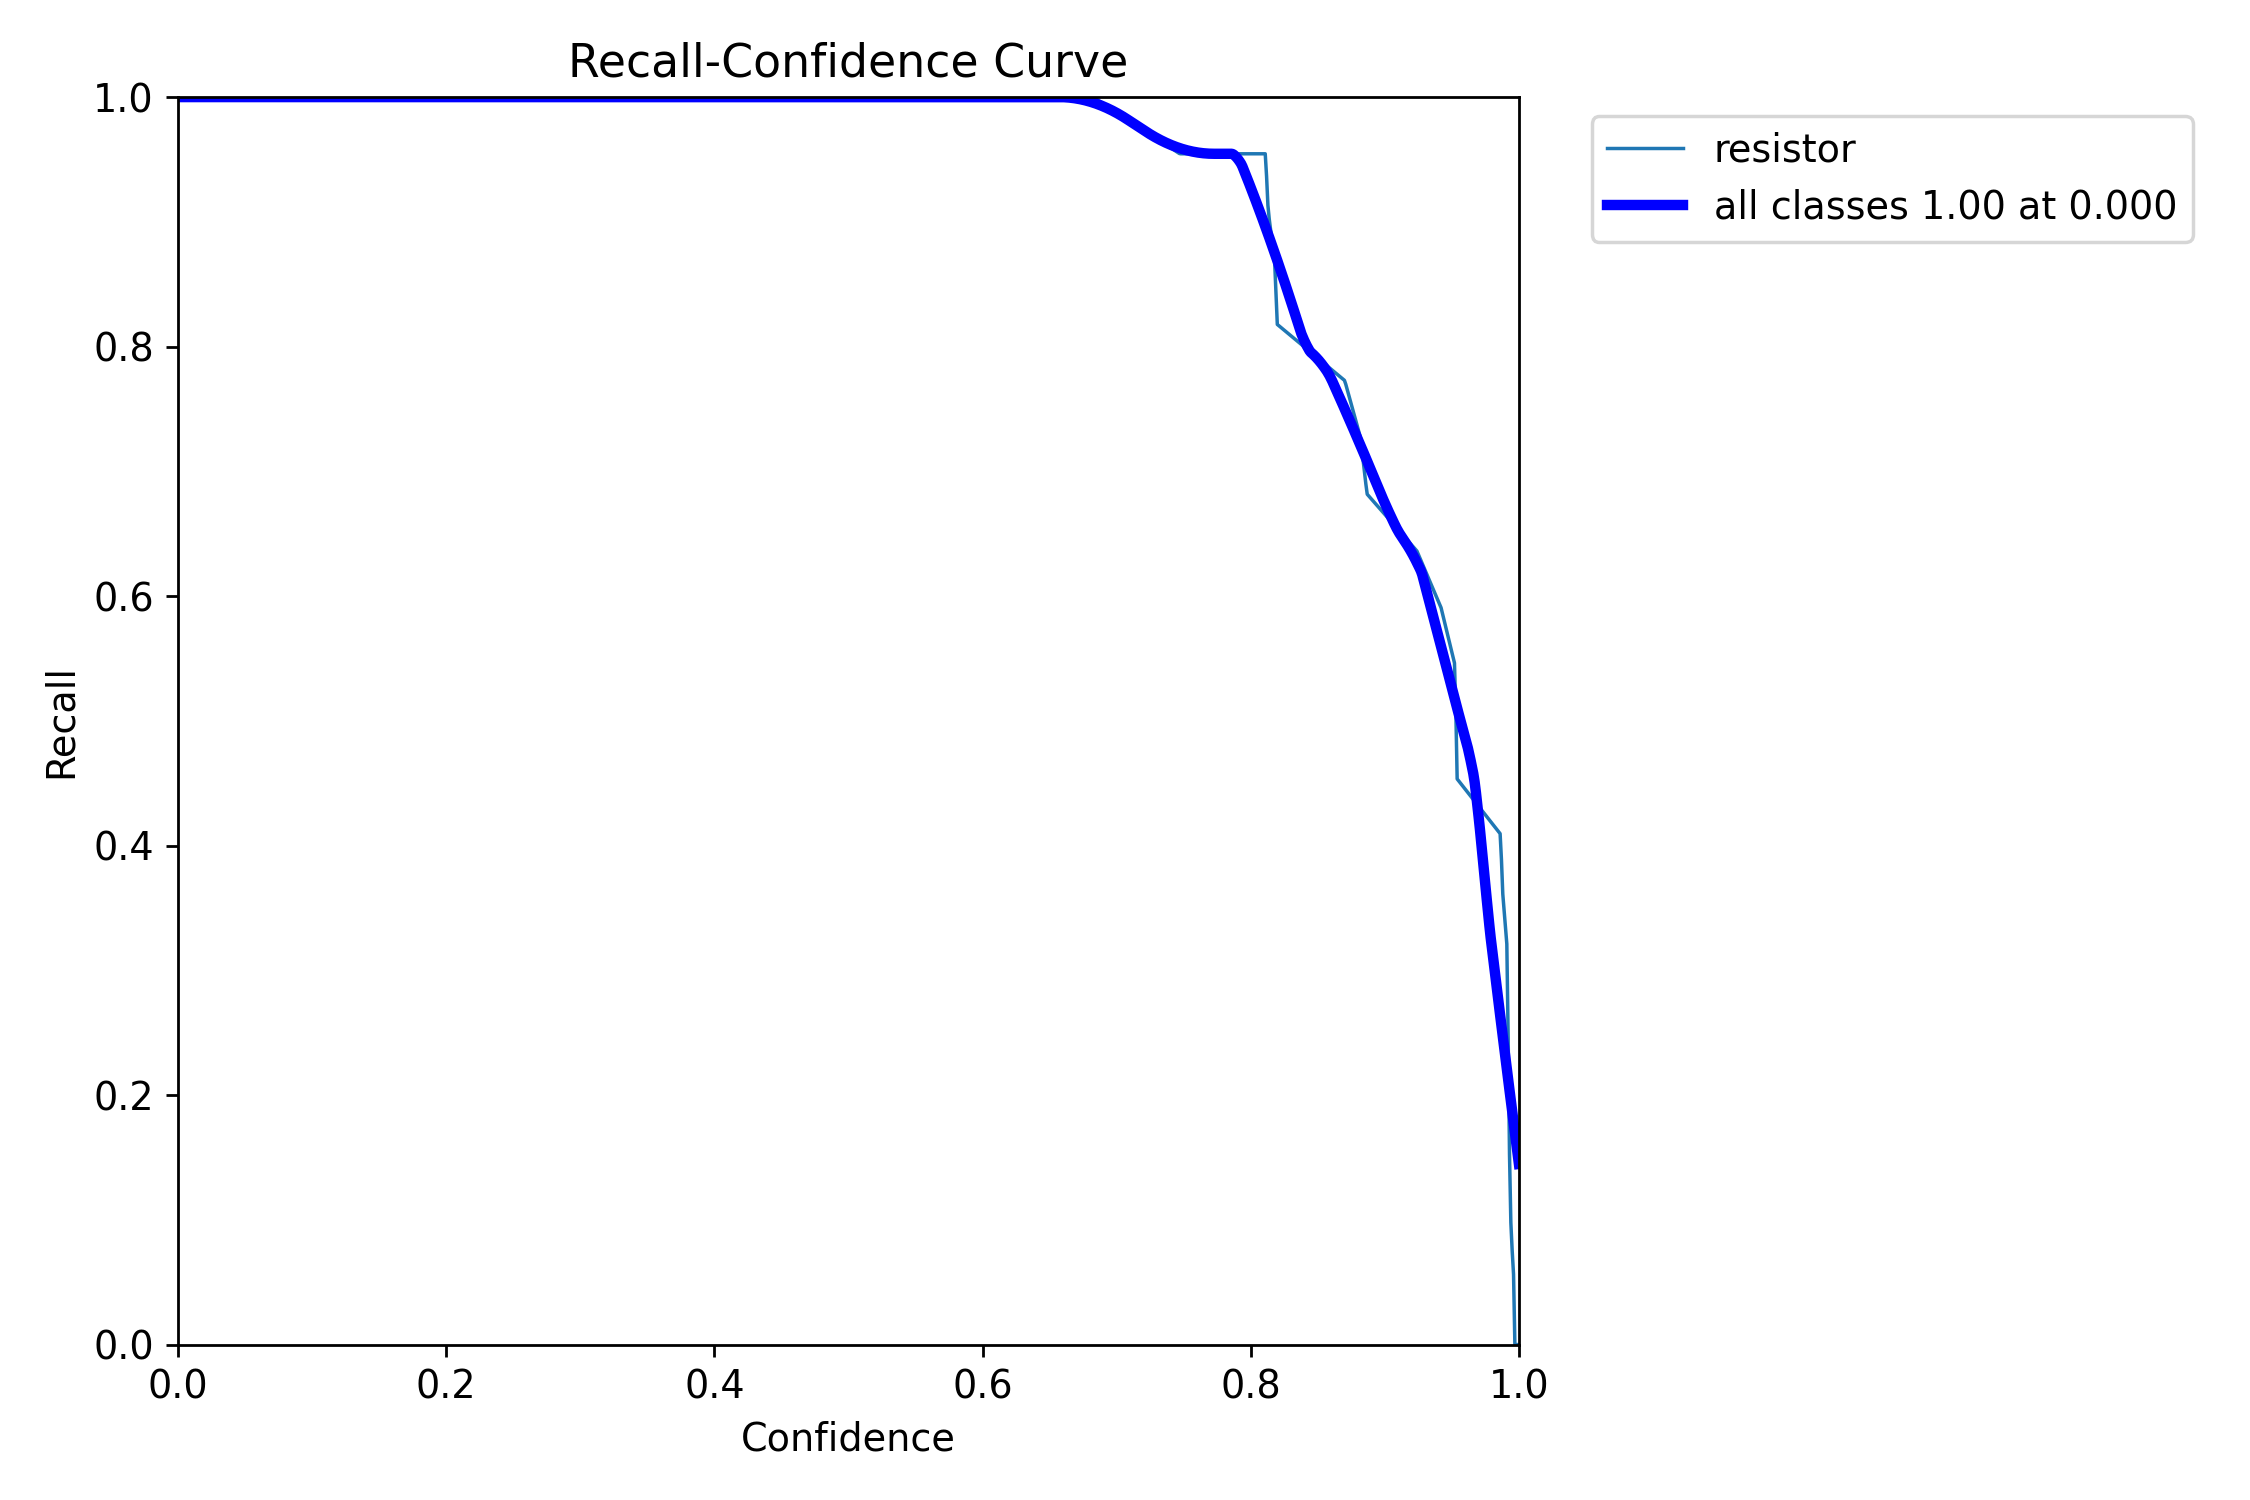 Recall-Confidence Curve
1.0
0.8
0.6
0.4
0.2
0.0
Recall
0.0 0.2 0.4 0.6 0.8 1.0
Confidence
resistor
all classes 1.00 at 0.000